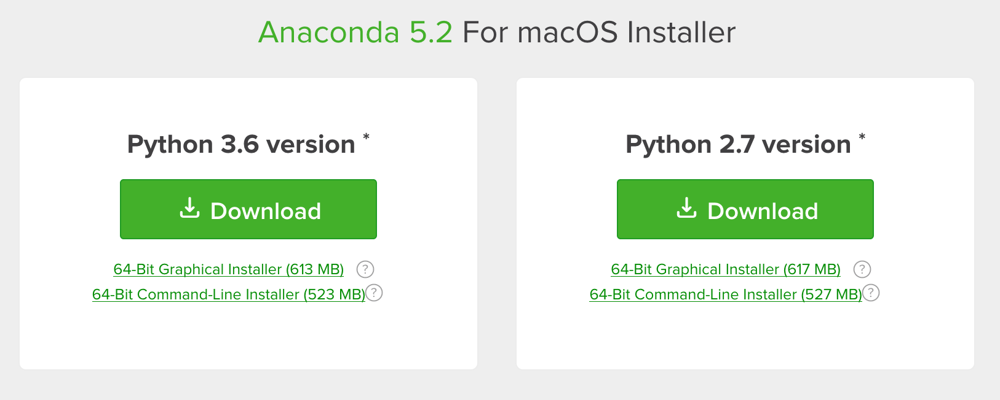 Anaconda 5.2 For macOS Installer
Python 3.6 version *
Download
64-Bit Graphical Installer (613 MB) ?
64-Bit Command-Line Installer (523 MB) ?
Python 2.7 version *
Download
64-Bit Graphical Installer (617 MB) ?
64-Bit Command-Line Installer (527 MB) ?